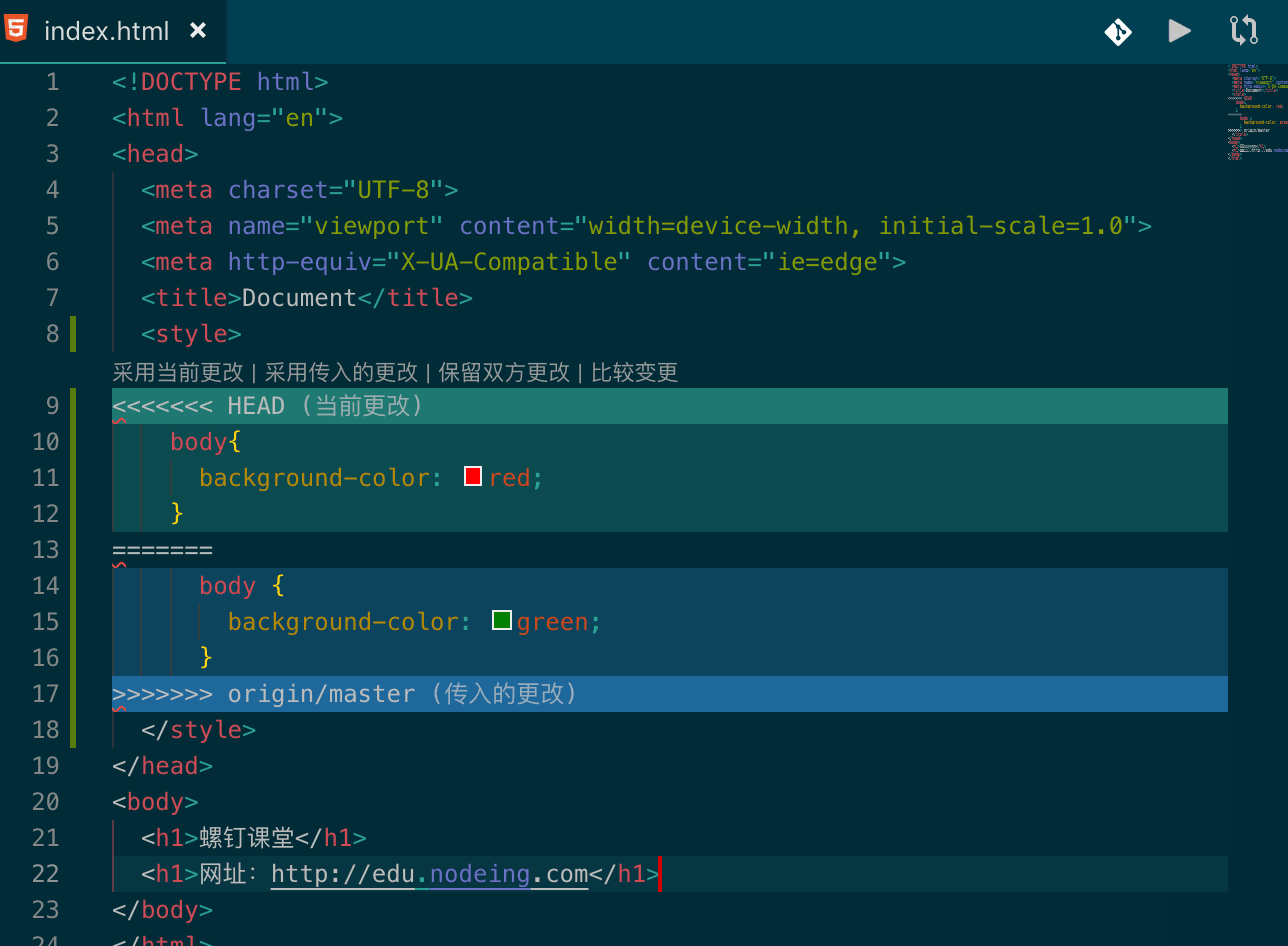 index.html ×
1 <!DOCTYPE html>
2 <html lang="en">
3 <head>
4 <meta charset="UTF-8">
5 <meta name="viewport" content="width=device-width, initial-scale=1.0">
6 <meta http-equiv="X-UA-Compatible" content="ie=edge">
7 <title>Document</title>
8 <style>
采用当前更改 | 采用传入的更改 | 保留双方更改 | 比较变更
9 <<<<<<< HEAD (当前更改)
10 body{
11 background-color: red;
12 }
13 =======
14 body {
15 background-color: green;
16 }
17 >>>>>>> origin/master (传入的更改)
18 </style>
19 </head>
20 <body>
21 <h1>螺钉课堂</h1>
22 <h1>网址：http://edu.nodeing.com</h1>
23 </body>
24 </html>